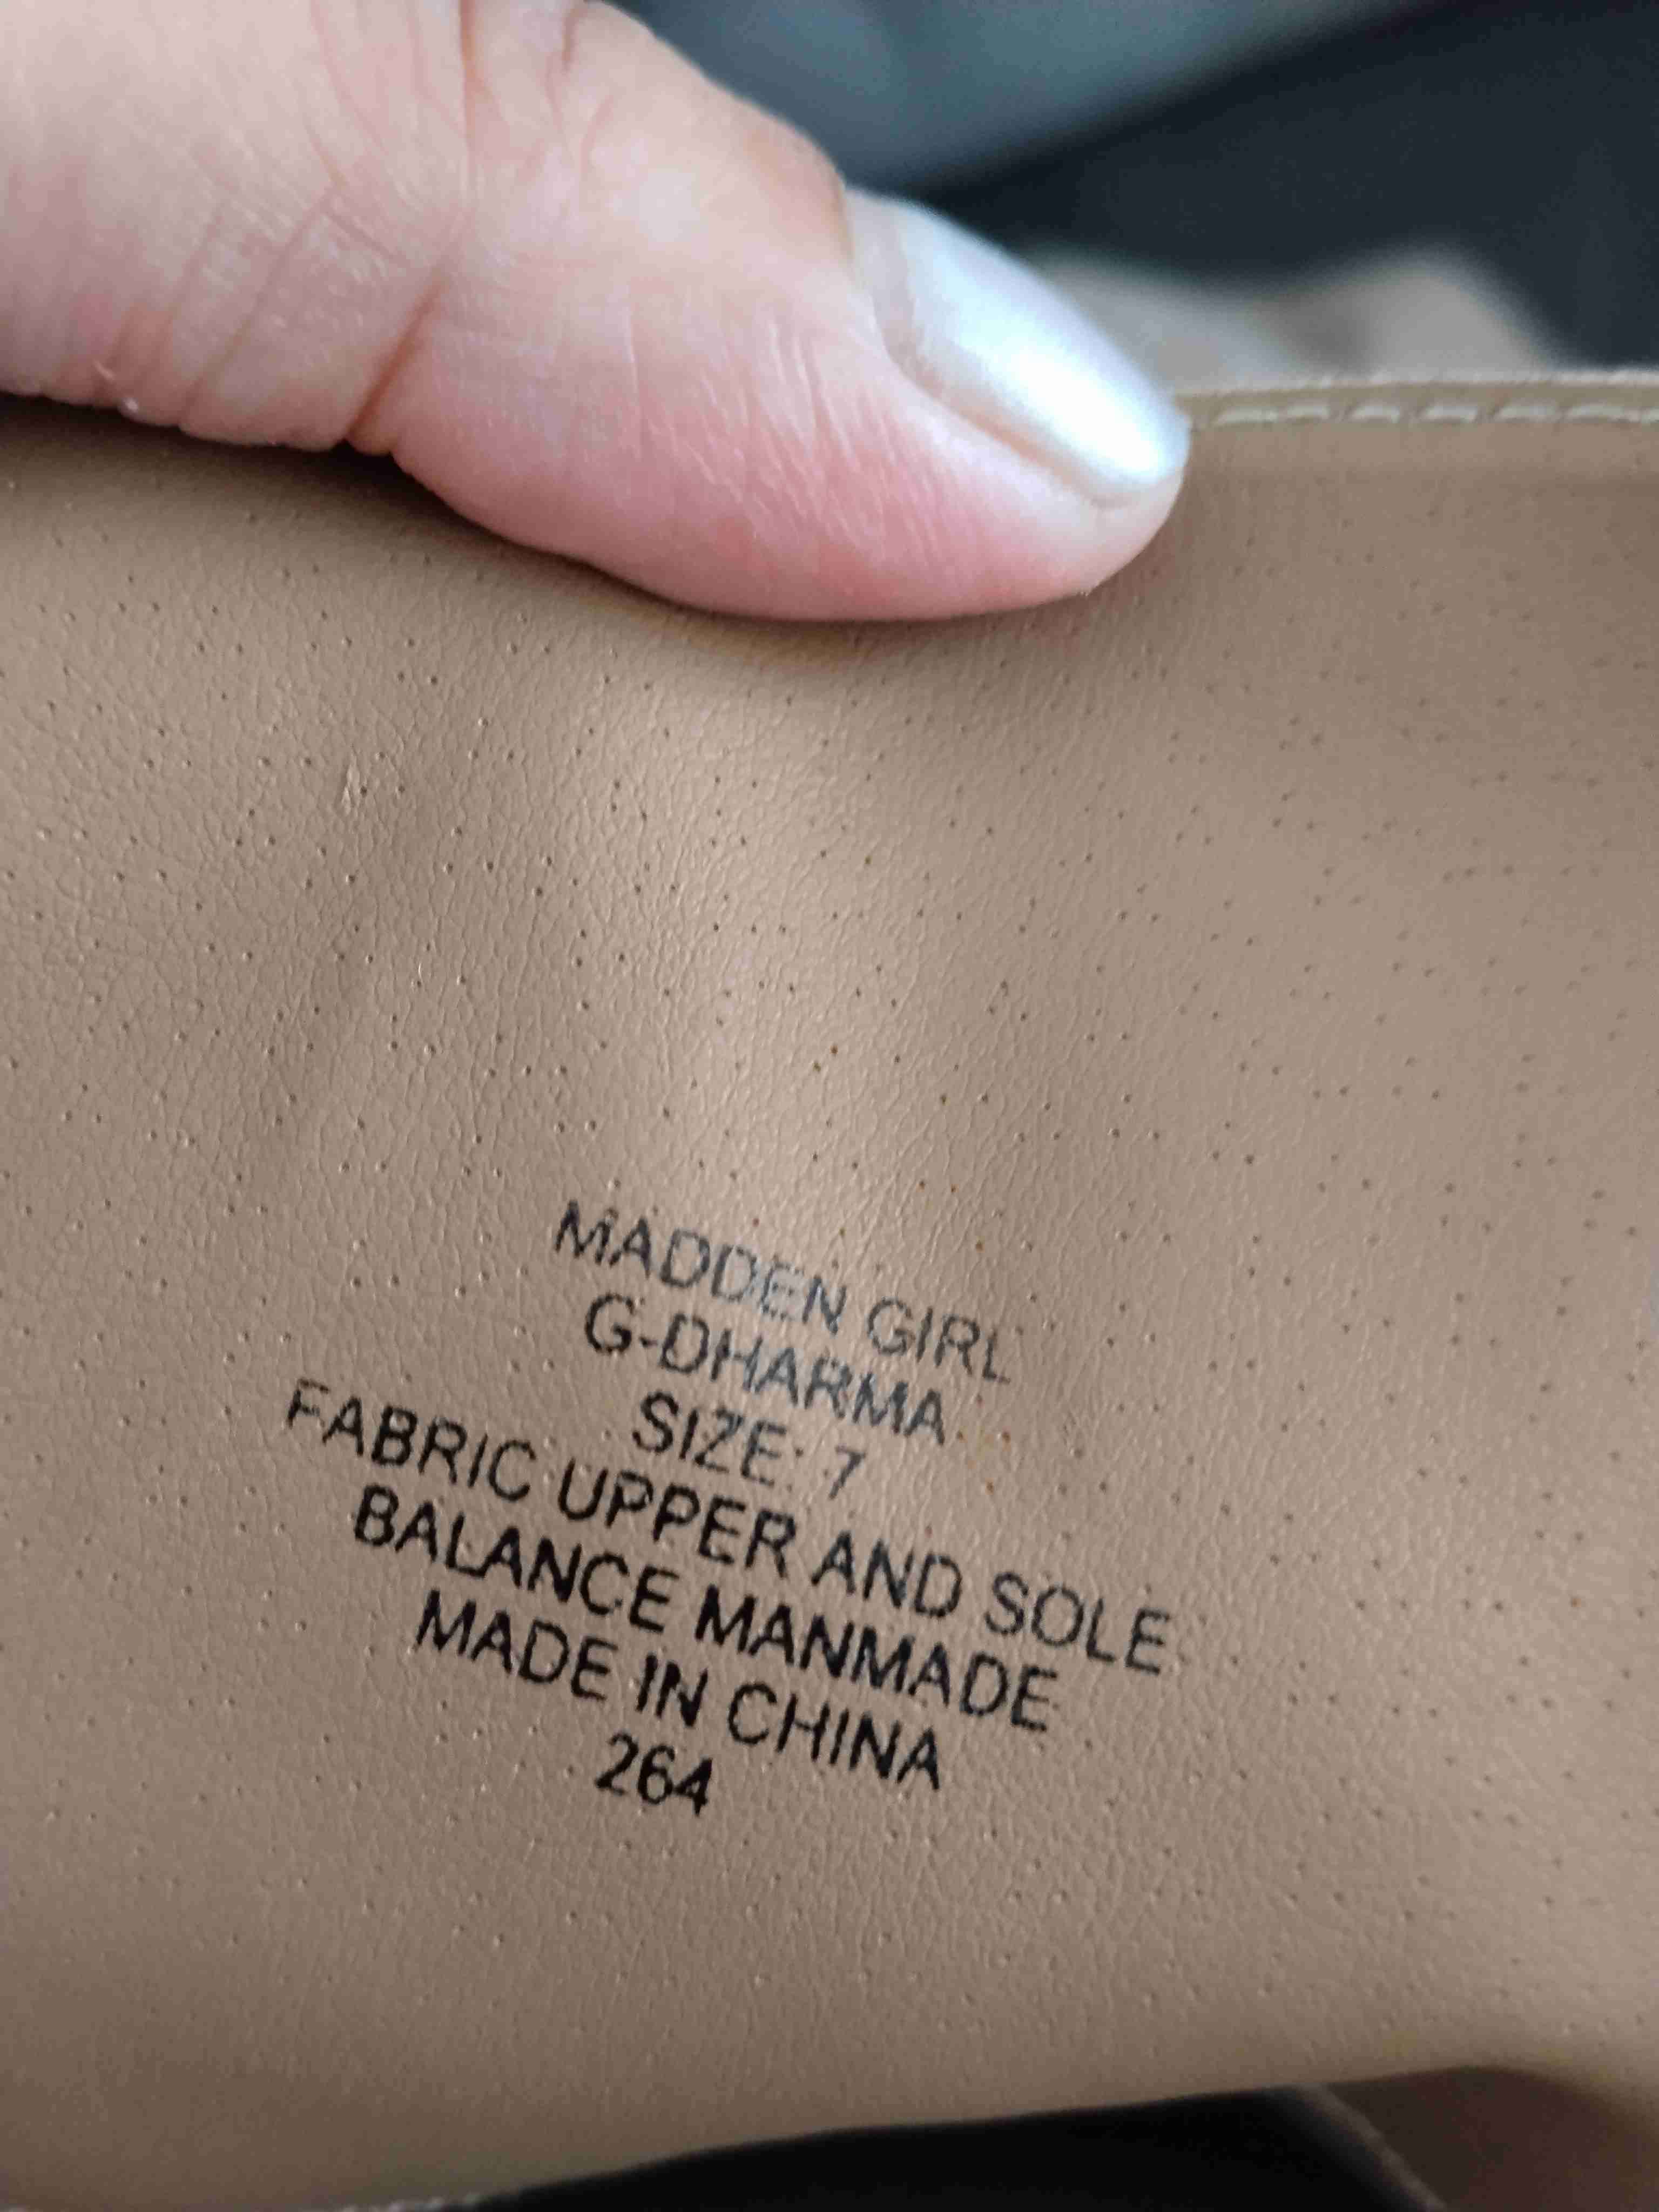 MADDEN GIRL
G-DHARMA
SIZE: 7
FABRIC UPPER AND SOLE
BALANCE MANMADE
MADE IN CHINA
264